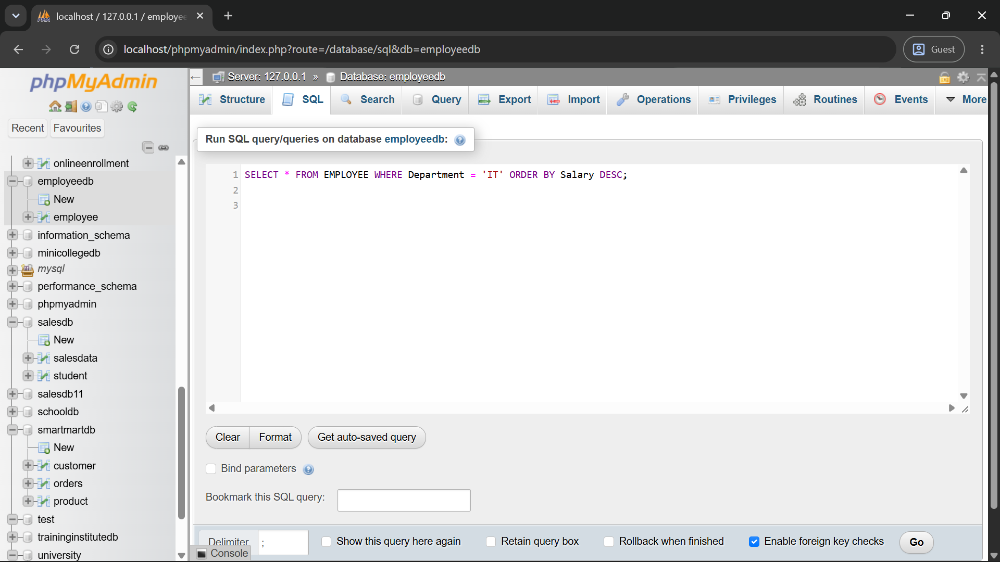 localhost / 127.0.0.1 / employee
localhost/phpmyadmin/index.php?route=/database/sql&db=employeedb
Guest
phpMyAdmin
Recent
Favourites
onlineenrollment
employeedb
New
employee
information_schema
minicollegedb
mysql
performance_schema
phpmyadmin
salesdb
New
salesdata
student
salesdb11
schooldb
smartmartdb
New
customer
orders
product
test
traininginstitutedb
university
Server: 127.0.0.1 » Database: employeedb
Structure
SQL
Search
Query
Export
Import
Operations
Privileges
Routines
Events
More
Run SQL query/queries on database employeedb:
1 SELECT * FROM EMPLOYEE WHERE Department = 'IT' ORDER BY Salary DESC;
2
3
Clear
Format
Get auto-saved query
Bind parameters
Bookmark this SQL query:
Delimiter
;
Show this query here again
Retain query box
Rollback when finished
Enable foreign key checks
Go
Console